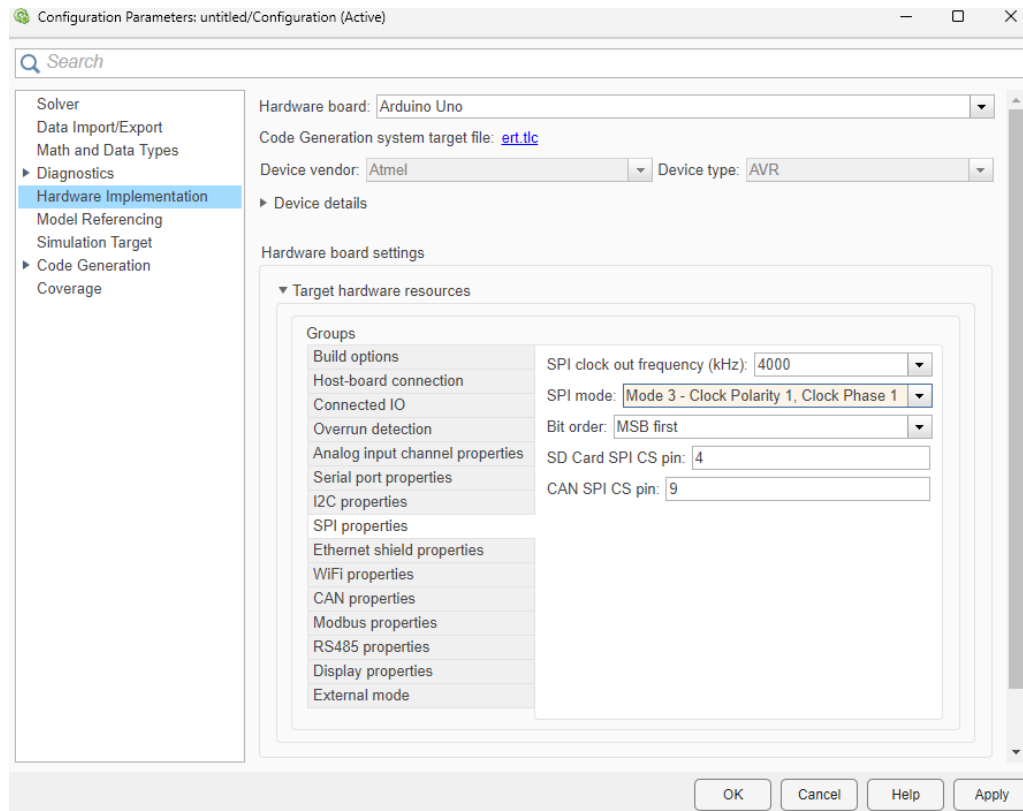 Configuration Parameters: untitled/Configuration (Active)
Search
Solver
Data Import/Export
Math and Data Types
Diagnostics
Hardware Implementation
Model Referencing
Simulation Target
Code Generation
Coverage
Hardware board: Arduino Uno
Code Generation system target file: ert.tlc
Device vendor: Atmel Device type: AVR
Device details
Hardware board settings
Target hardware resources
Groups
Build options
Host-board connection
Connected IO
Overrun detection
Analog input channel properties
Serial port properties
I2C properties
SPI properties
Ethernet shield properties
WiFi properties
CAN properties
Modbus properties
RS485 properties
Display properties
External mode
SPI clock out frequency (kHz): 4000
SPI mode: Mode 3 - Clock Polarity 1, Clock Phase 1
Bit order: MSB first
SD Card SPI CS pin: 4
CAN SPI CS pin: 9
OK Cancel Help Apply